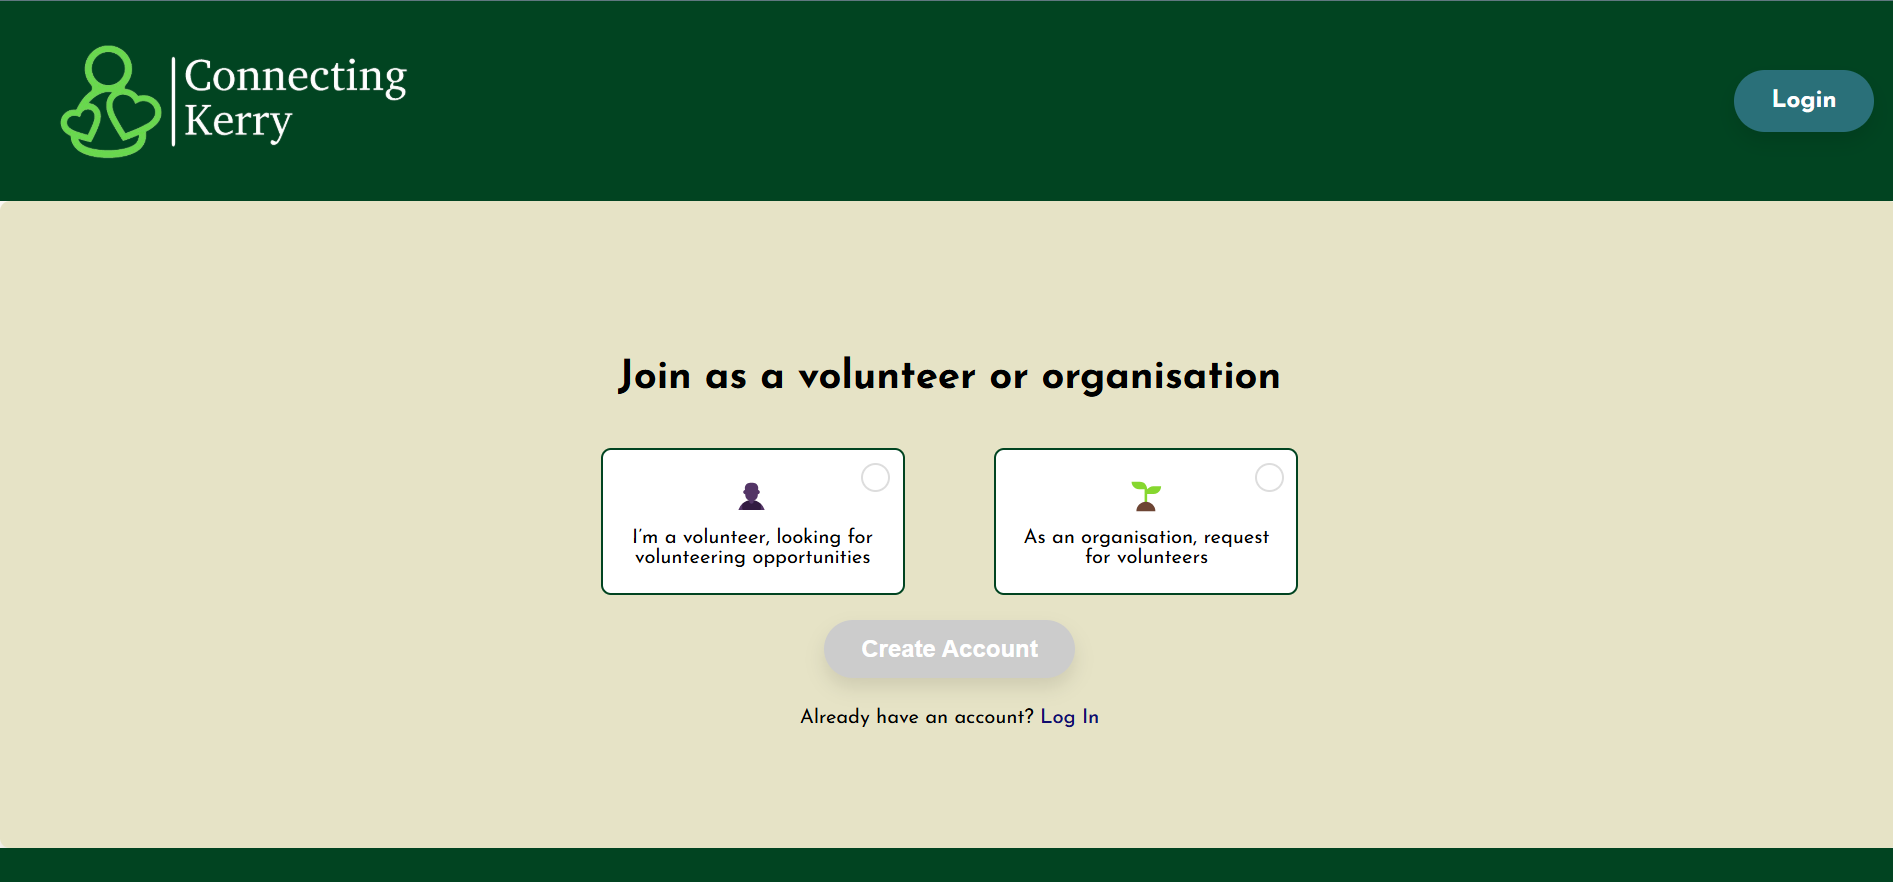 Connecting
Kerry
Login
Join as a volunteer or organisation
I'm a volunteer, looking for
volunteering opportunities
As an organisation, request
for volunteers
Create Account
Already have an account? Log In